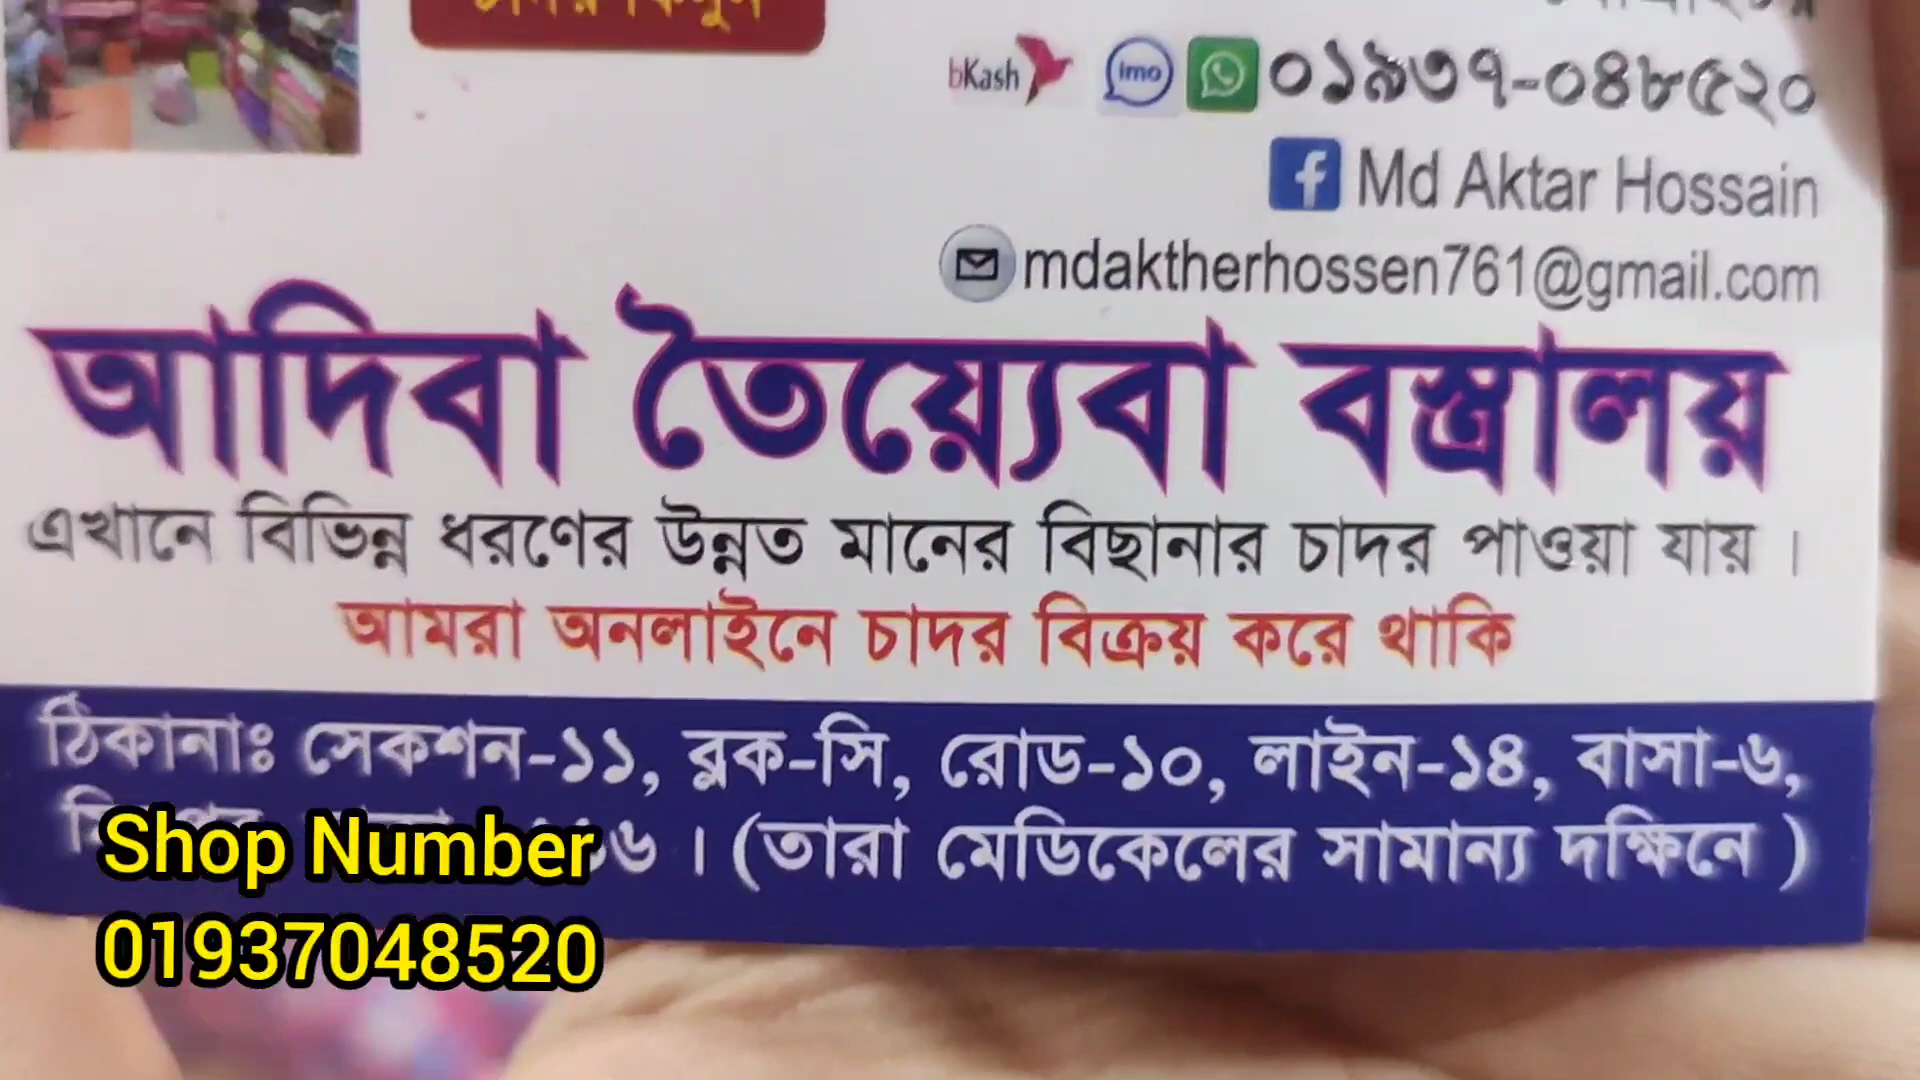 bKash imo ০১৯৩৭-০৪৮৫২০
Md Aktar Hossain
mdaktherhossen761@gmail.com
আদিবা তৈয়্যেবা বস্ত্রালয়
এখানে বিভিন্ন ধরণের উন্নত মানের বিছানার চাদর পাওয়া যায় ।
আমরা অনলাইনে চাদর বিক্রয় করে থাকি
ঠিকানাঃ সেকশন-১১, ব্লক-সি, রোড-১০, লাইন-১৪, বাসা-৬,
। (তারা মেডিকেলের সামান্য দক্ষিনে )
Shop Number
01937048520